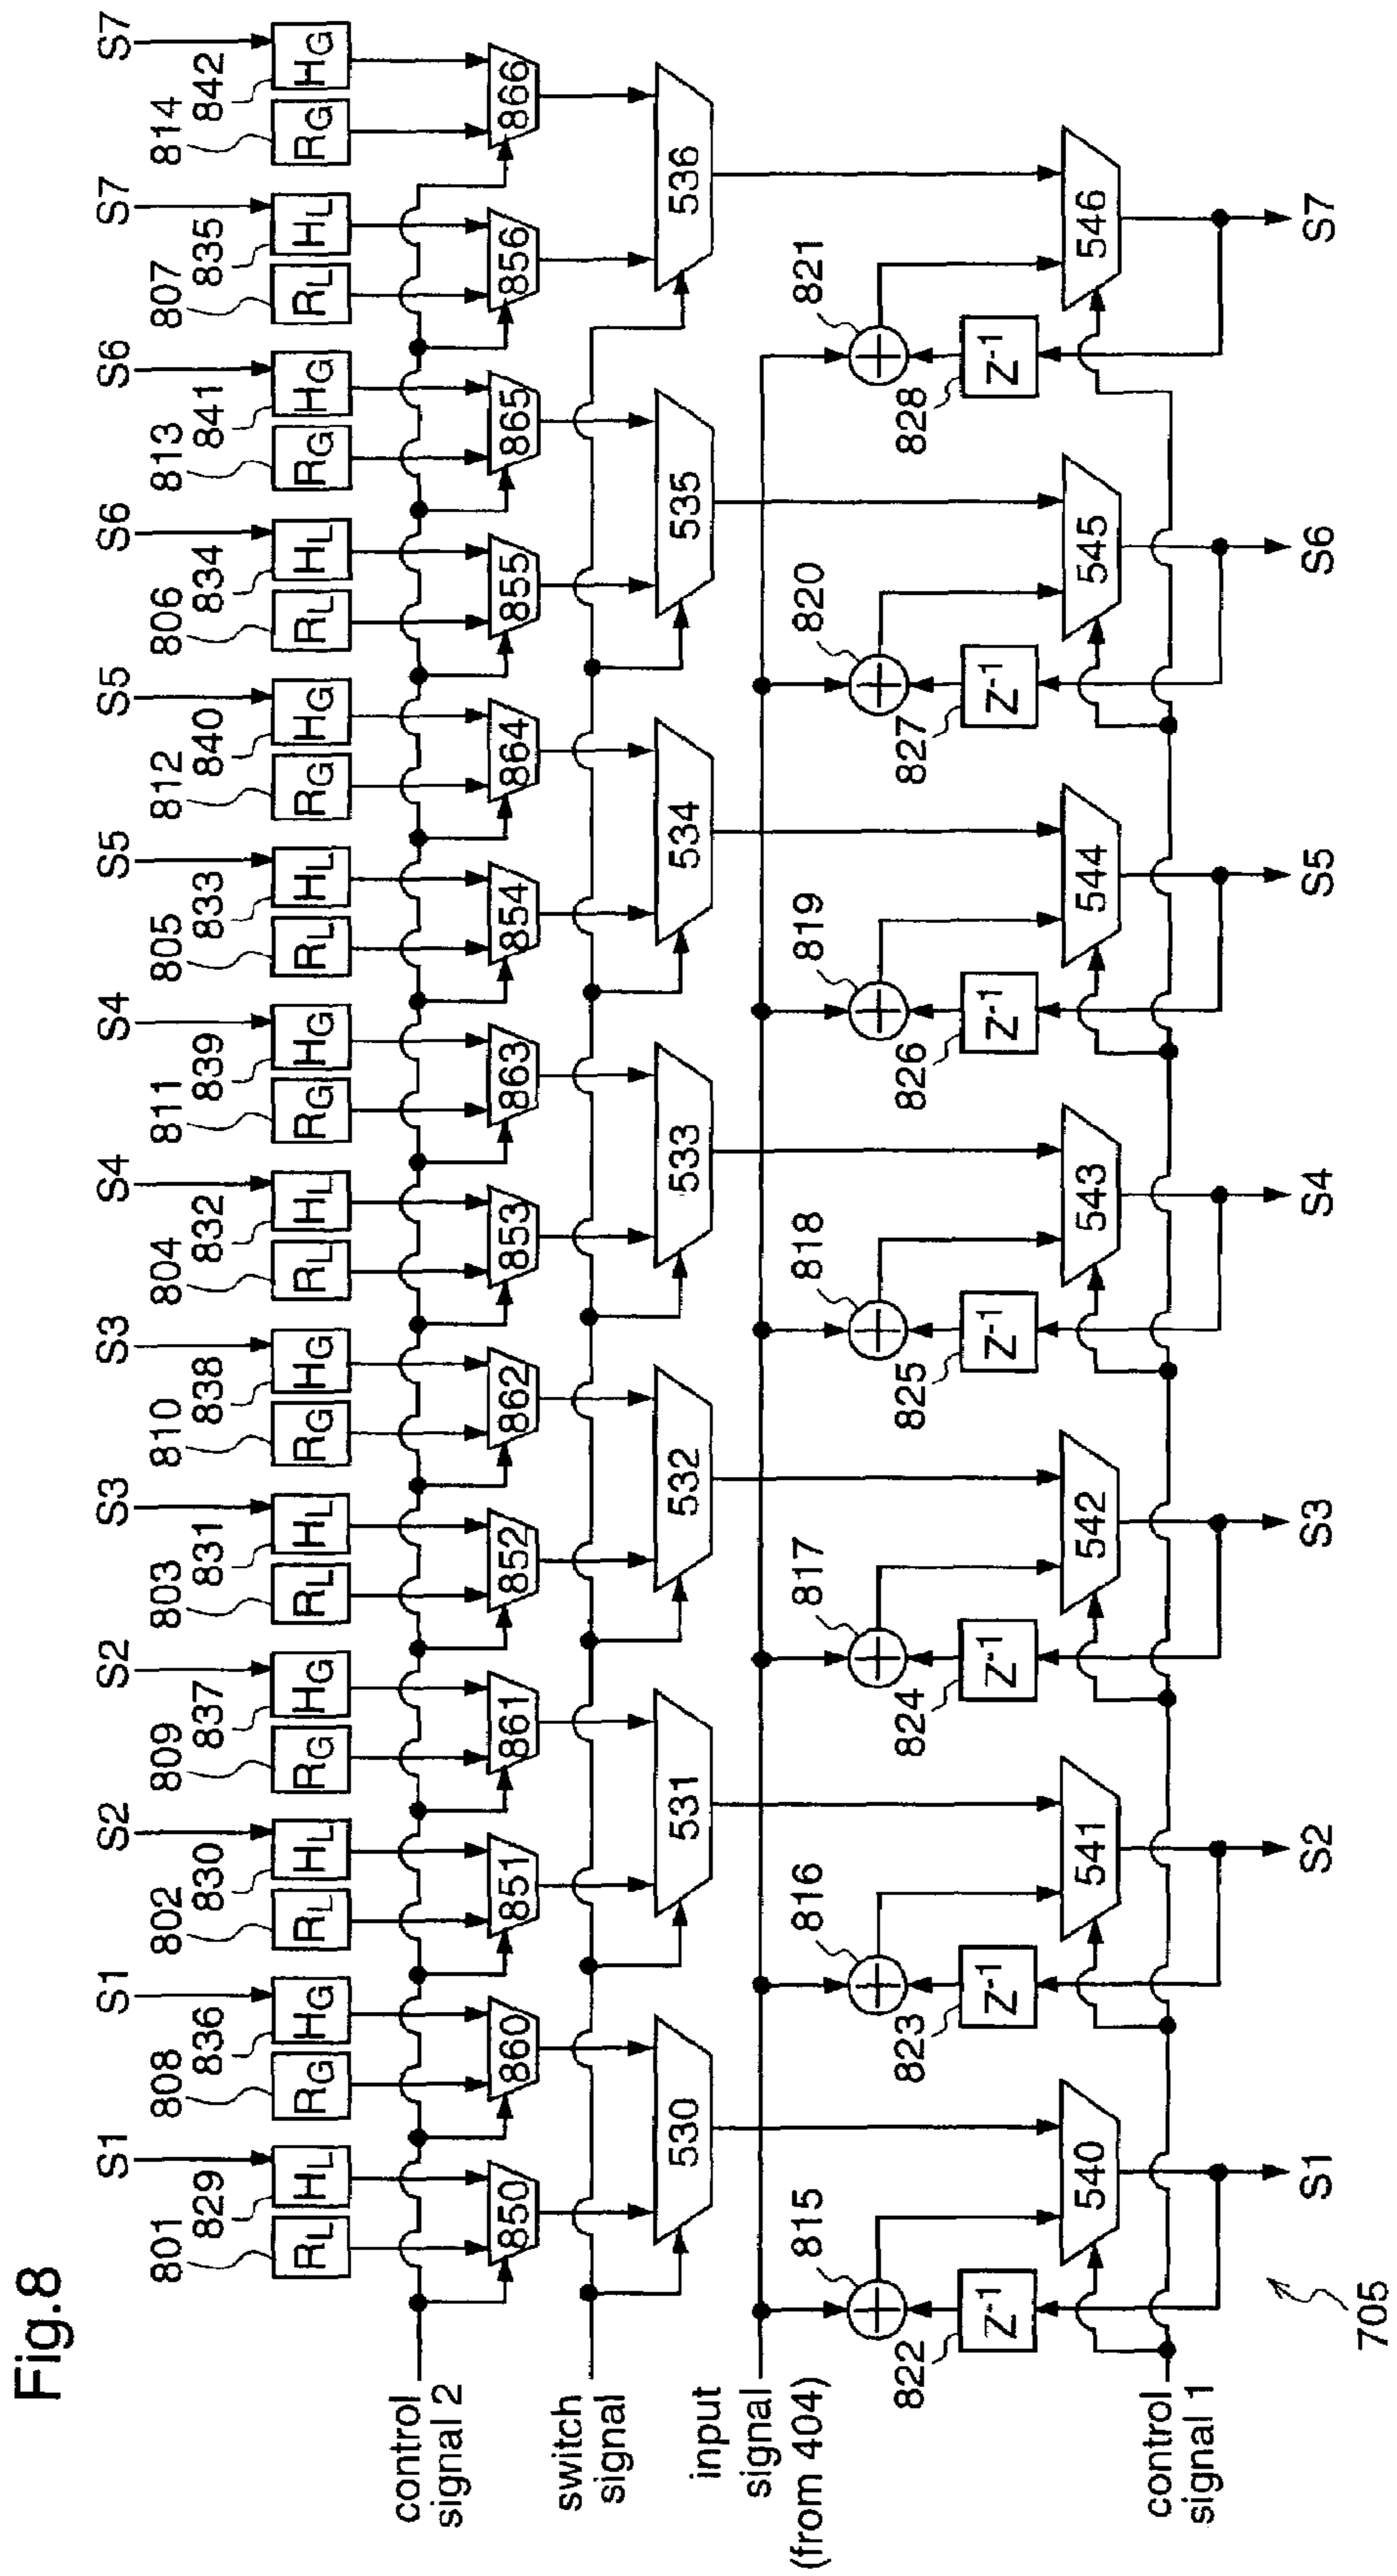 Fig.8
S1 S1 S2 S2 S3 S3 S4 S4 S5 S5 S6 S6 S7 S7
801 808 802 809 803 810 804 811 805 812 806 813 807 814
829 836 830 837 831 838 832 839 833 840 834 841 835 842
RL HL RG HG RL HL RG HG RL HL RG HG RL HL RG HG RL HL RG HG RL HL RG HG RL HL RG HG
control
signal 2
850 860 851 861 852 862 853 863 854 864 855 865 856 866
switch
signal
530 531 532 533 534 535 536
input
signal
(from 404)
815 816 817 818 819 820 821
822 823 824 825 826 827 828
Z-1 Z-1 Z-1 Z-1 Z-1 Z-1 Z-1
540 541 542 543 544 545 546
control
signal 1
S1 S2 S3 S4 S5 S6 S7
705